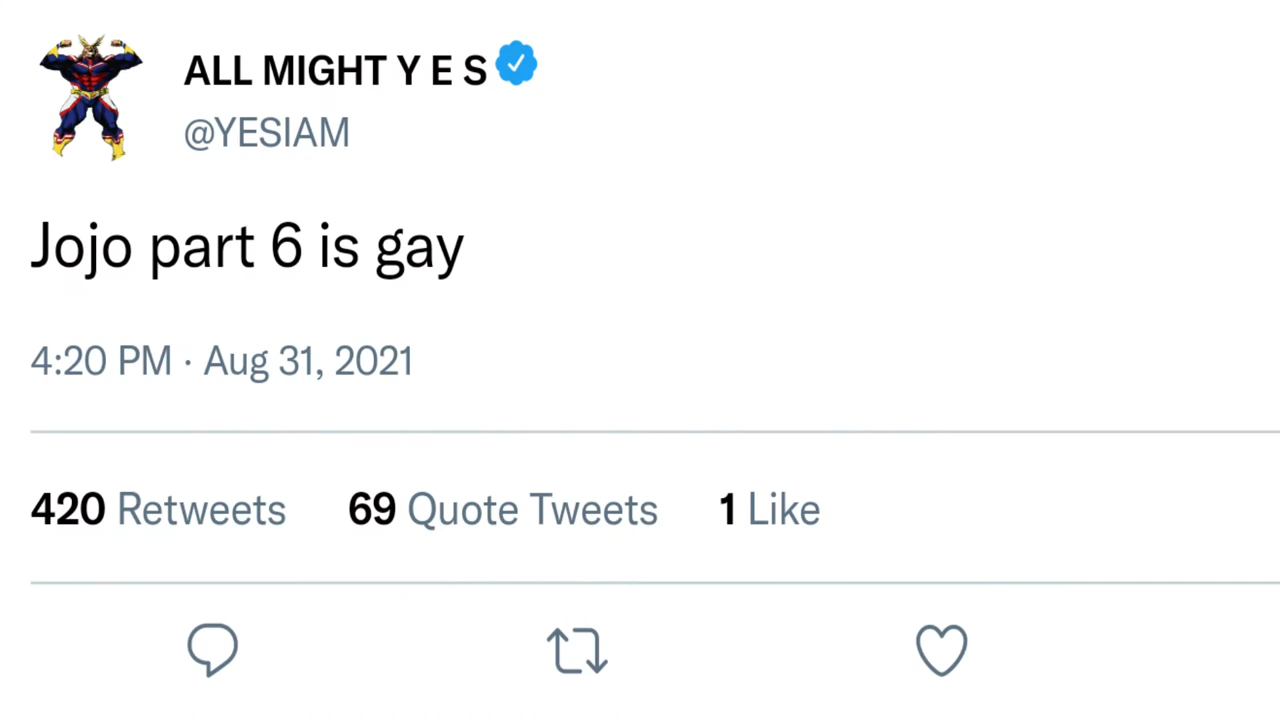 ALL MIGHT Y E S
@YESIAM
Jojo part 6 is gay
4:20 PM · Aug 31, 2021
420 Retweets 69 Quote Tweets 1 Like